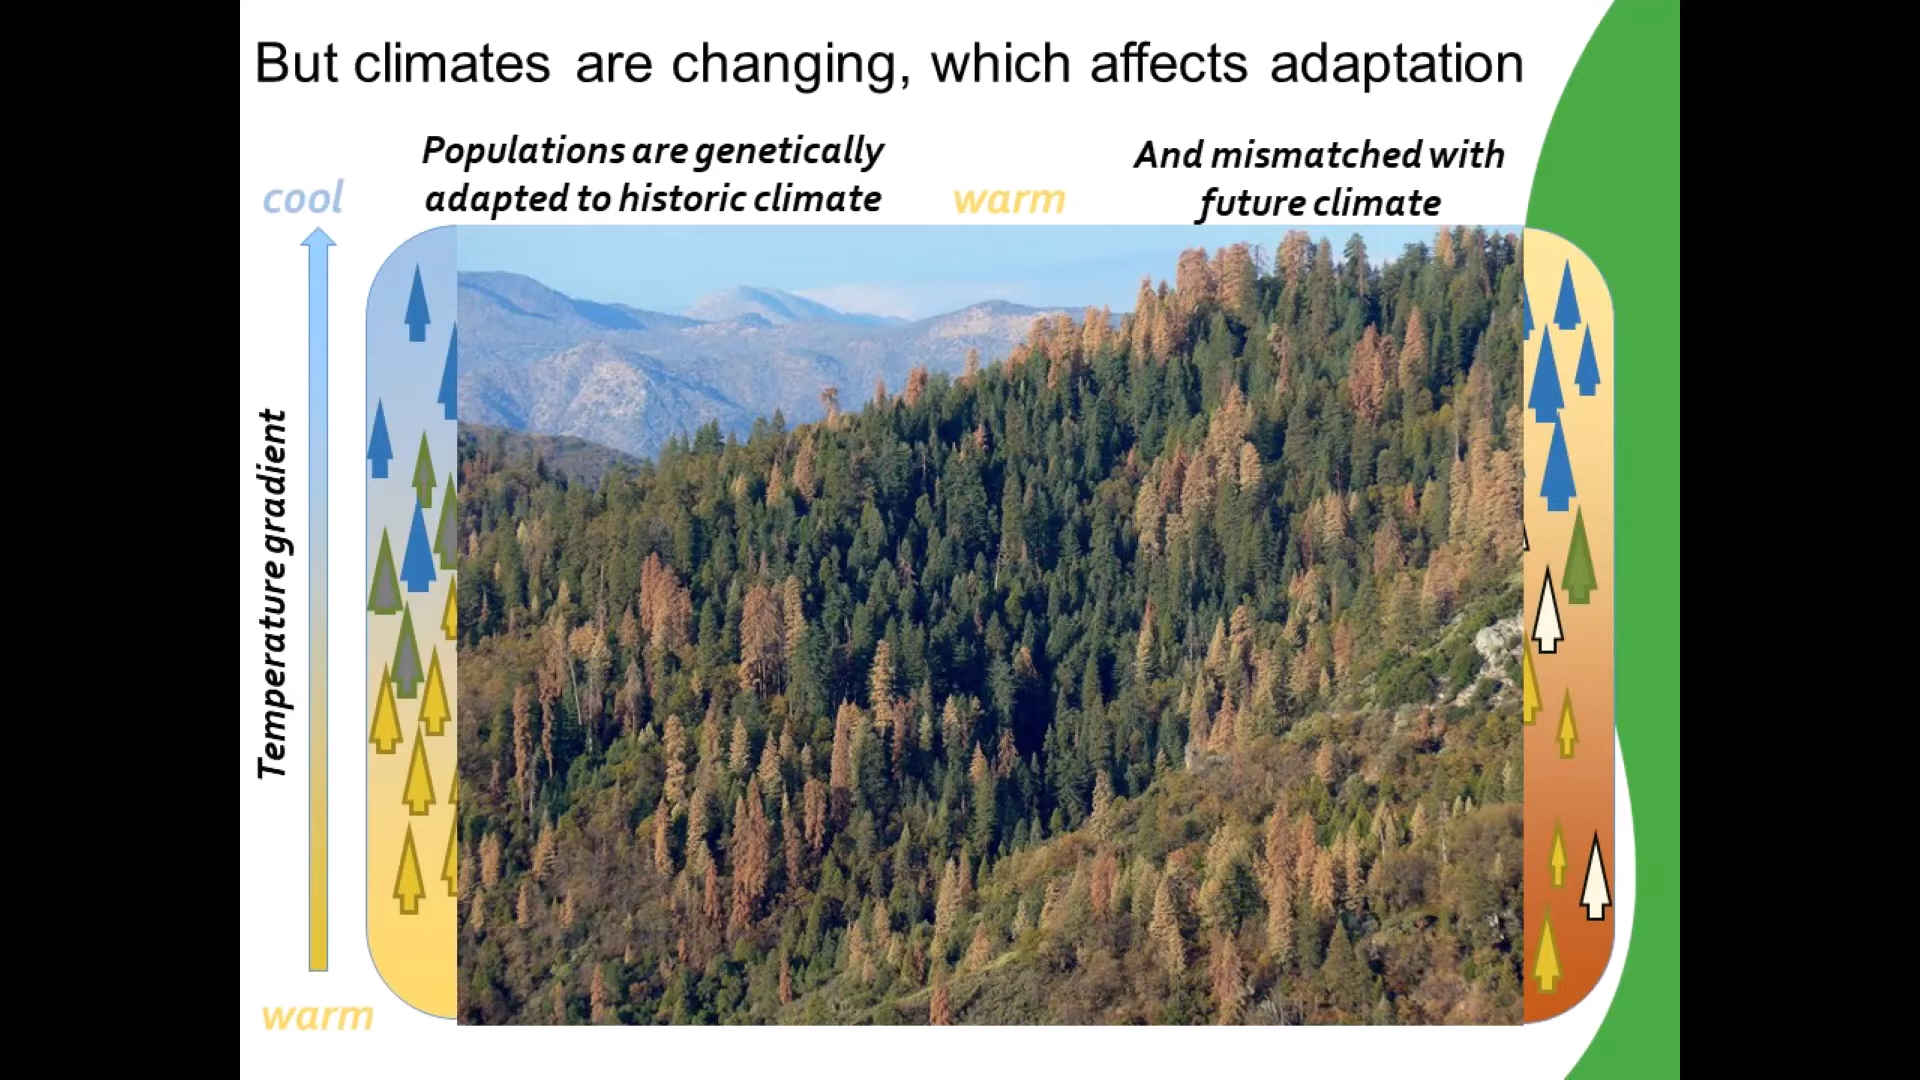 But climates are changing, which affects adaptation
Populations are genetically
adapted to historic climate
And mismatched with
future climate
cool
warm
Temperature gradient
warm